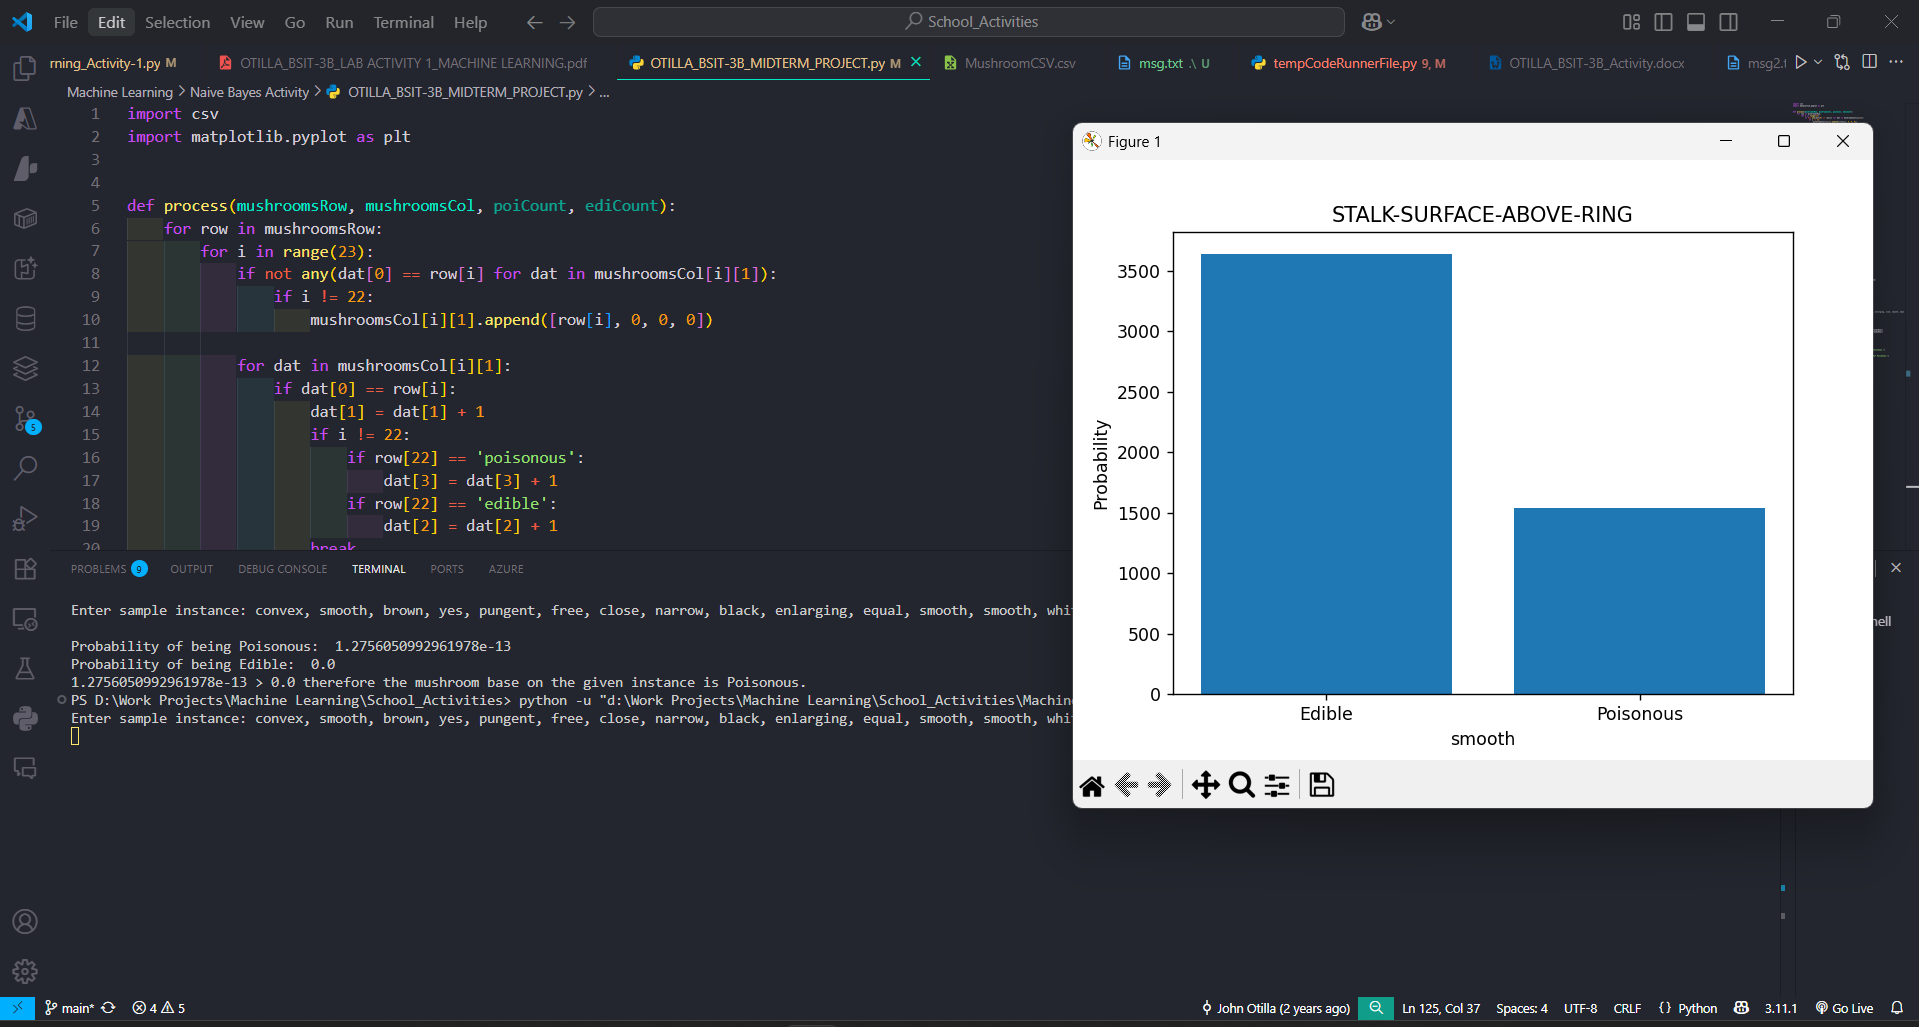 File Edit Selection View Go Run Terminal Help
School_Activities
rning_Activity-1.py M
OTILLA_BSIT-3B_LAB ACTIVITY 1_MACHINE LEARNING.pdf
OTILLA_BSIT-3B_MIDTERM_PROJECT.py M
MushroomCSV.csv
msg.txt .\ U
tempCodeRunnerFile.py 9, M
OTILLA_BSIT-3B_Activity.docx
msg2.t
Machine Learning > Naive Bayes Activity > OTILLA_BSIT-3B_MIDTERM_PROJECT.py > ...
1 import csv
2 import matplotlib.pyplot as plt
3
4
5 def process(mushroomsRow, mushroomsCol, poiCount, ediCount):
6 for row in mushroomsRow:
7 for i in range(23):
8 if not any(dat[0] == row[i] for dat in mushroomsCol[i][1]):
9 if i != 22:
10 mushroomsCol[i][1].append([row[i], 0, 0, 0])
11
12 for dat in mushroomsCol[i][1]:
13 if dat[0] == row[i]:
14 dat[1] = dat[1] + 1
15 if i != 22:
16 if row[22] == 'poisonous':
17 dat[3] = dat[3] + 1
18 if row[22] == 'edible':
19 dat[2] = dat[2] + 1
20 break
Figure 1
STALK-SURFACE-ABOVE-RING
3500
3000
2500
2000
1500
1000
500
0
Probability
Edible Poisonous
smooth
PROBLEMS 9 OUTPUT DEBUG CONSOLE TERMINAL PORTS AZURE
Enter sample instance: convex, smooth, brown, yes, pungent, free, close, narrow, black, enlarging, equal, smooth, smooth, whi
Probability of being Poisonous: 1.2756050992961978e-13
Probability of being Edible: 0.0
1.2756050992961978e-13 > 0.0 therefore the mushroom base on the given instance is Poisonous.
PS D:\Work Projects\Machine Learning\School_Activities> python -u "d:\Work Projects\Machine Learning\School_Activities\Machin
Enter sample instance: convex, smooth, brown, yes, pungent, free, close, narrow, black, enlarging, equal, smooth, smooth, whi
hell
5
main* 4 5
John Otilla (2 years ago) Ln 125, Col 37 Spaces: 4 UTF-8 CRLF {} Python 3.11.1 Go Live